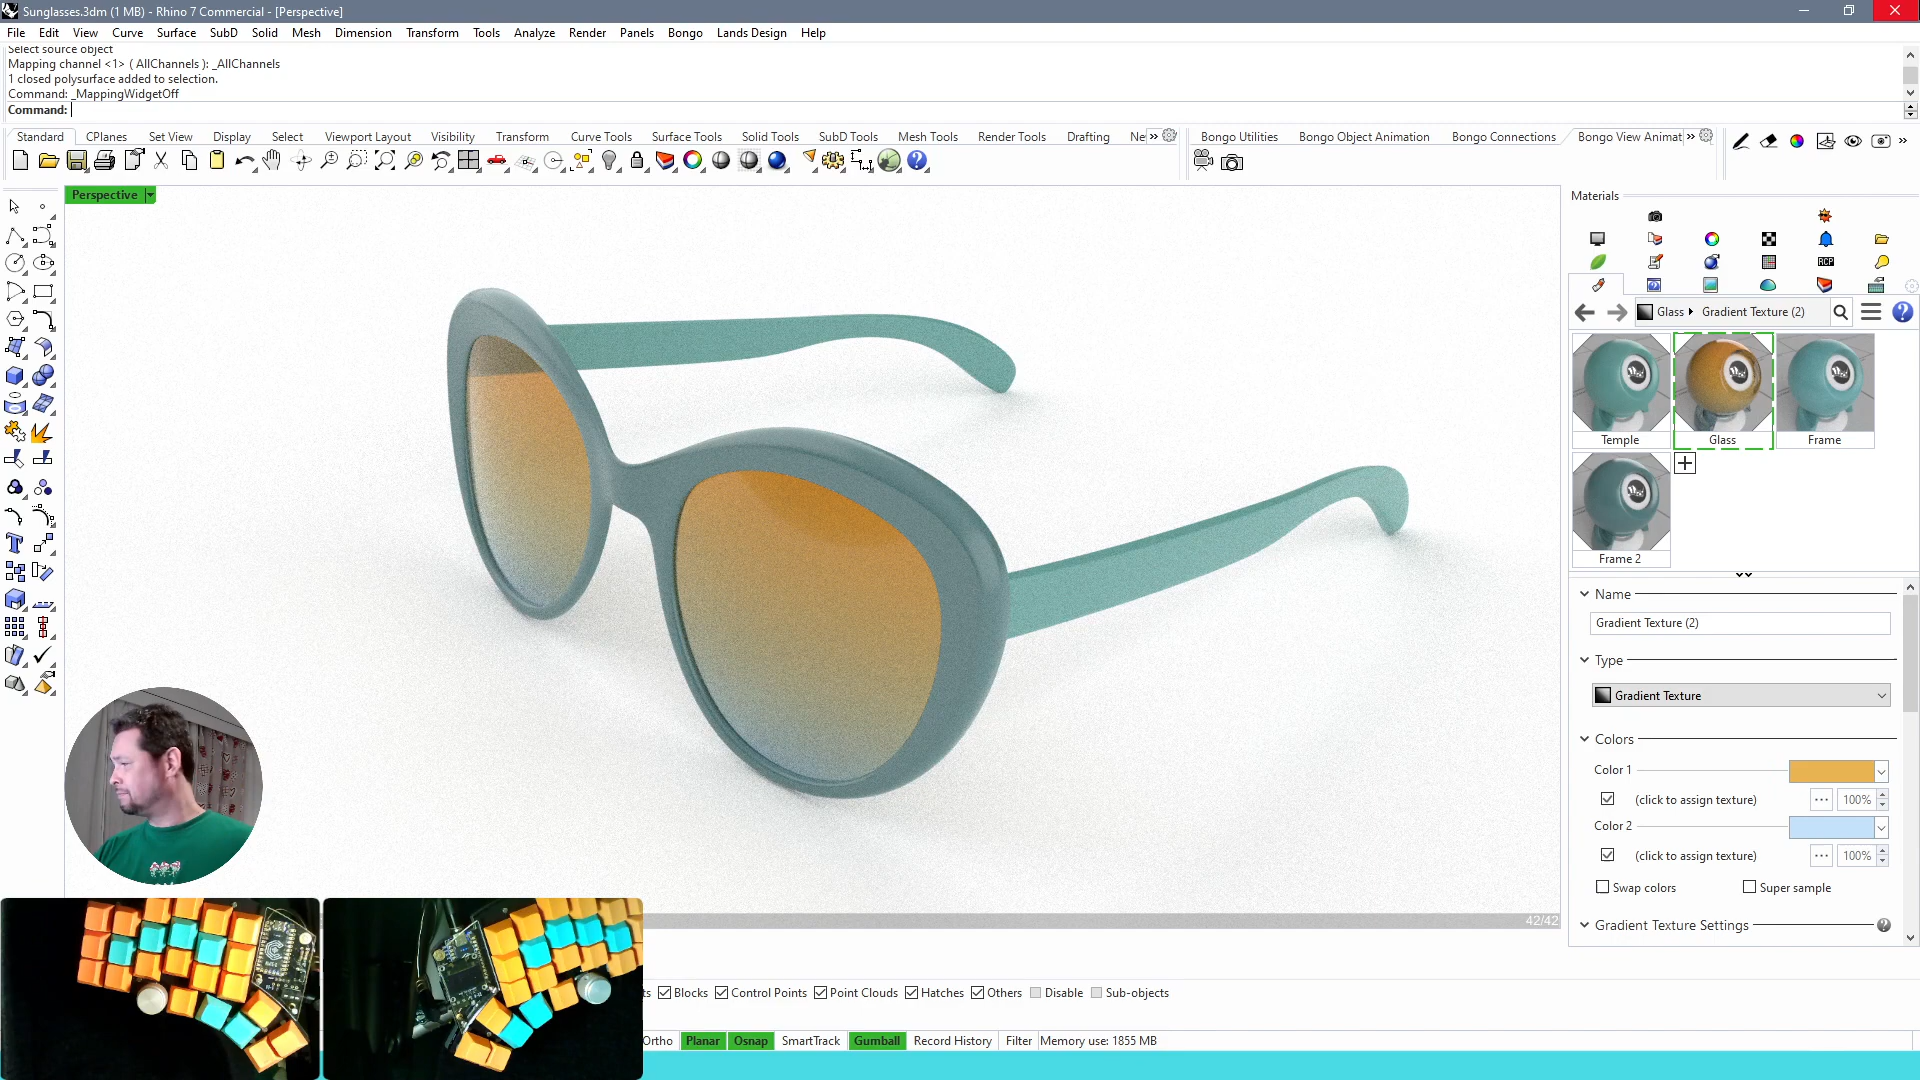 Sunglasses.3dm (1 MB) - Rhino 7 Commercial - [Perspective]
File Edit View Curve Surface SubD Solid Mesh Dimension Transform Tools Analyze Render Panels Bongo Lands Design Help
Select source object
Mapping channel <1> ( AllChannels ): _AllChannels
1 closed polysurface added to selection.
Command: _MappingWidgetOff
Command:
Standard CPlanes Set View Display Select Viewport Layout Visibility Transform Curve Tools Surface Tools Solid Tools SubD Tools Mesh Tools Render Tools Drafting Ne
Bongo Utilities Bongo Object Animation Bongo Connections Bongo View Animat
Perspective
Materials
RCP
Glass Gradient Texture (2)
Temple Glass Frame
Frame 2
Name
Gradient Texture (2)
Type
Gradient Texture
Colors
Color 1
(click to assign texture) 100%
Color 2
(click to assign texture) 100%
Swap colors Super sample
Gradient Texture Settings
42/42
ts Blocks Control Points Point Clouds Hatches Others Disable Sub-objects
Ortho Planar Osnap SmartTrack Gumball Record History Filter Memory use: 1855 MB